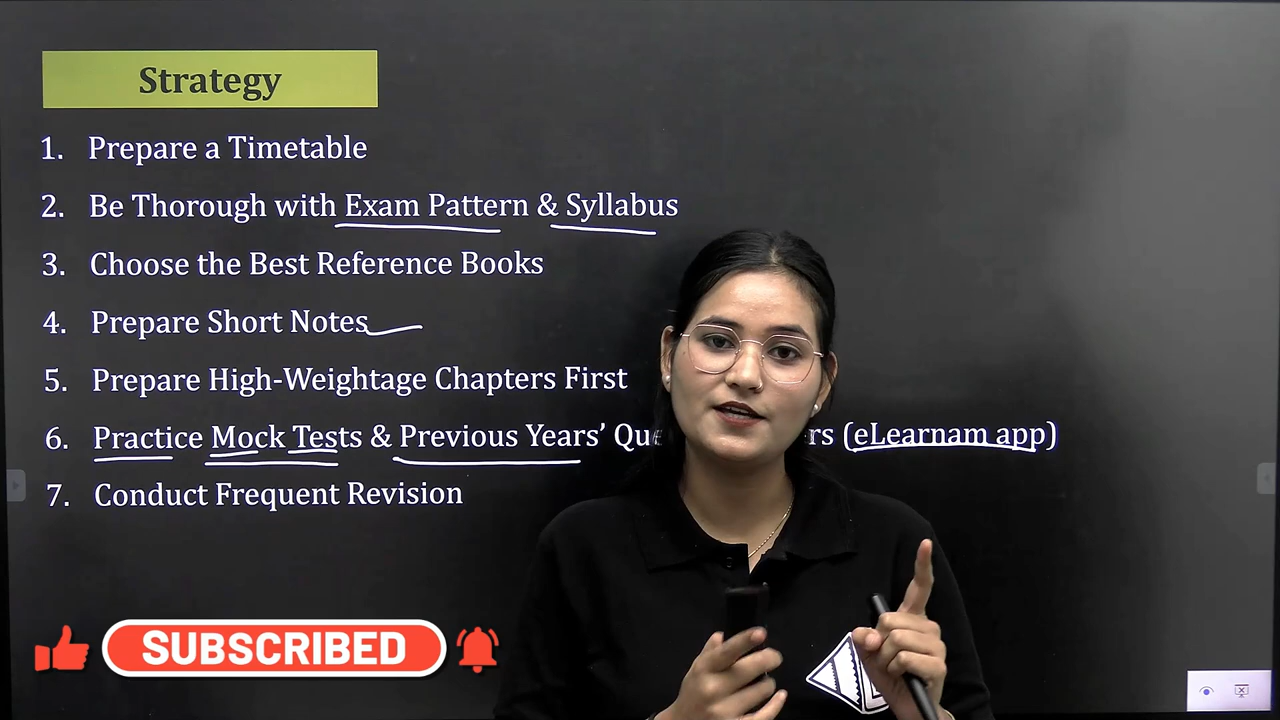 Strategy
1. Prepare a Timetable
2. Be Thorough with Exam Pattern & Syllabus
3. Choose the Best Reference Books
4. Prepare Short Notes
5. Prepare High-Weightage Chapters First
6. Practice Mock Tests & Previous Years’ (eLearnam app)
7. Conduct Frequent Revision
SUBSCRIBED